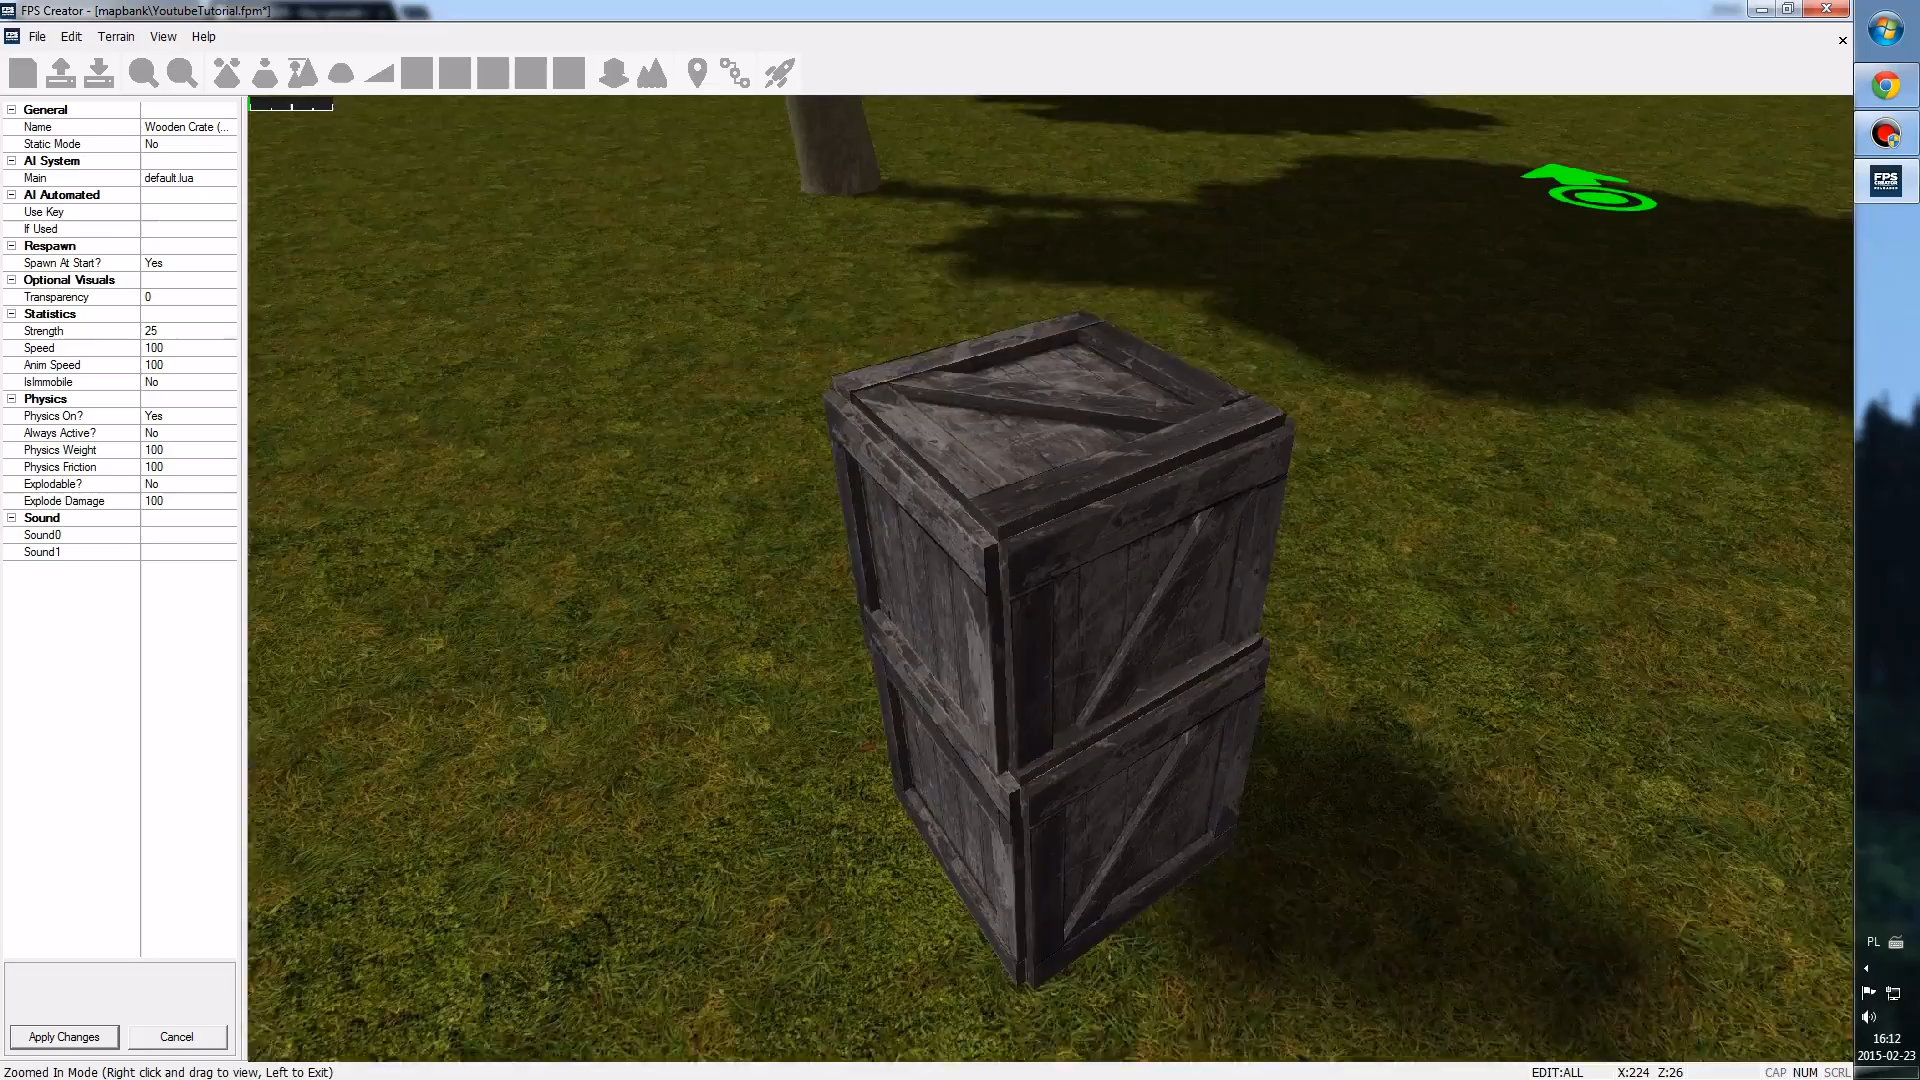 FPS Creator - [mapbank\YoutubeTutorial.fpm*]
FPS File Edit Terrain View Help
General
Name Wooden Crate (...
Static Mode No
AI System
Main default.lua
AI Automated
Use Key
If Used
Respawn
Spawn At Start? Yes
Optional Visuals
Transparency 0
Statistics
Strength 25
Speed 100
Anim Speed 100
IsImmobile No
Physics
Physics On? Yes
Always Active? No
Physics Weight 100
Physics Friction 100
Explodable? No
Explode Damage 100
Sound
Sound0
Sound1
Apply Changes Cancel
Zoomed In Mode (Right click and drag to view, Left to Exit)
EDIT:ALL X:224 Z:26 CAP NUM SCRL
FPS
CREATOR
RELOADED
PL
16:12
2015-02-23